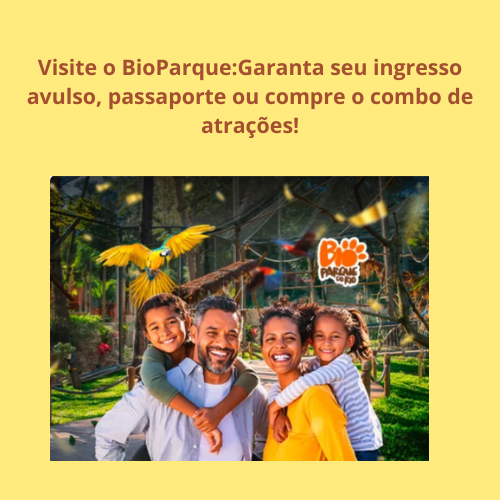 Visite o BioParque:Garanta seu ingresso
avulso, passaporte ou compre o combo de
atrações!
BIO
PARQUE
DO RIO